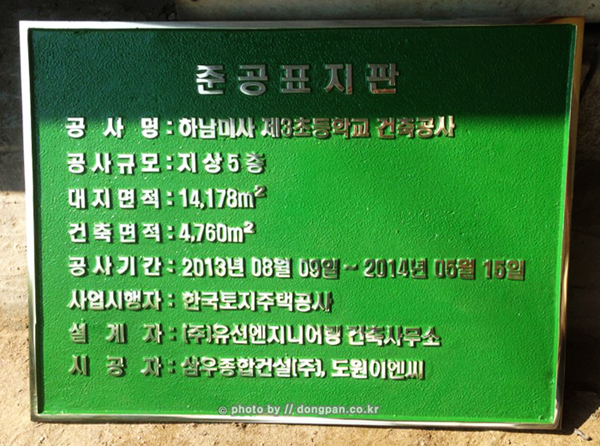 준공표지판
공 사 명 : 하남미사 제3초등학교 건축공사
공사규모 : 지상 5 층
대지면적 : 14,178m²
건축면적 : 4,760m²
공사기간 : 2013년 08월 09일 ~ 2014년 05월 15일
사업시행자 : 한국토지주택공사
설 계 자 : (주)유선엔지니어링 건축사무소
시 공 자 : 삼우종합건설(주), 도원이엔씨
© photo by // dongpan.co.kr